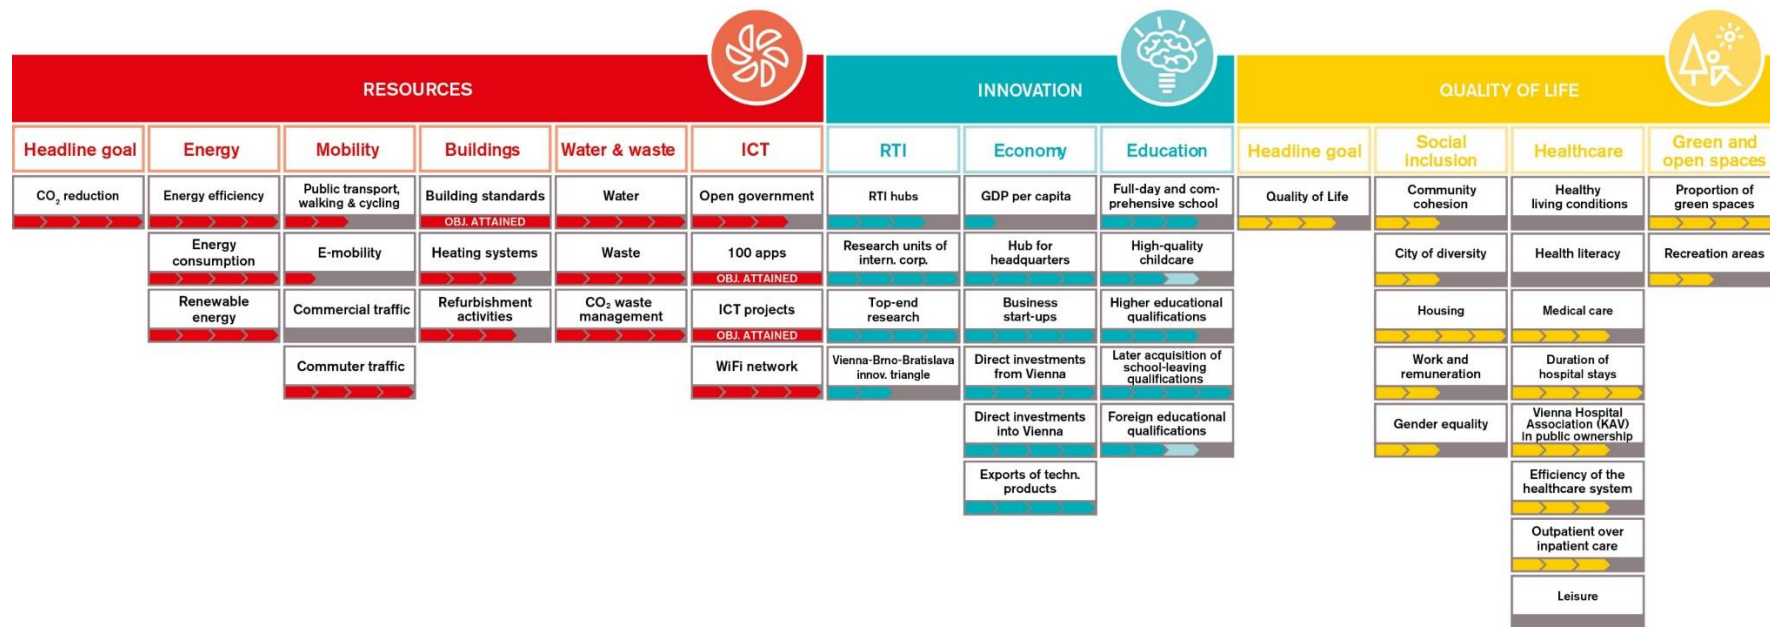 RESOURCES
INNOVATION
QUALITY OF LIFE
Headline goal
Energy
Mobility
Buildings
Water & waste
ICT
RTI
Economy
Education
Headline goal
Social
inclusion
Healthcare
Green and
open spaces
CO₂ reduction
Energy efficiency
Energy
consumption
Renewable
energy
Public transport,
walking & cycling
E-mobility
Commercial traffic
Commuter traffic
Building standards
OBJ. ATTAINED
Heating systems
Refurbishment
activities
Water
Waste
CO₂ waste
management
Open government
100 apps
OBJ. ATTAINED
ICT projects
OBJ. ATTAINED
WiFi network
RTI hubs
Research units of
intern. corp.
Top-end
research
Vienna-Brno-Bratislava
innov. triangle
GDP per capita
Hub for
headquarters
Business
start-ups
Direct investments
from Vienna
Direct investments
into Vienna
Exports of techn.
products
Full-day and com-
prehensive school
High-quality
childcare
Higher educational
qualifications
Later acquisition of
school-leaving
qualifications
Foreign educational
qualifications
Quality of Life
Community
cohesion
City of diversity
Housing
Work and
remuneration
Gender equality
Healthy
living conditions
Health literacy
Medical care
Duration of
hospital stays
Vienna Hospital
Association (KAV)
in public ownership
Efficiency of the
healthcare system
Outpatient over
inpatient care
Leisure
Proportion of
green spaces
Recreation areas